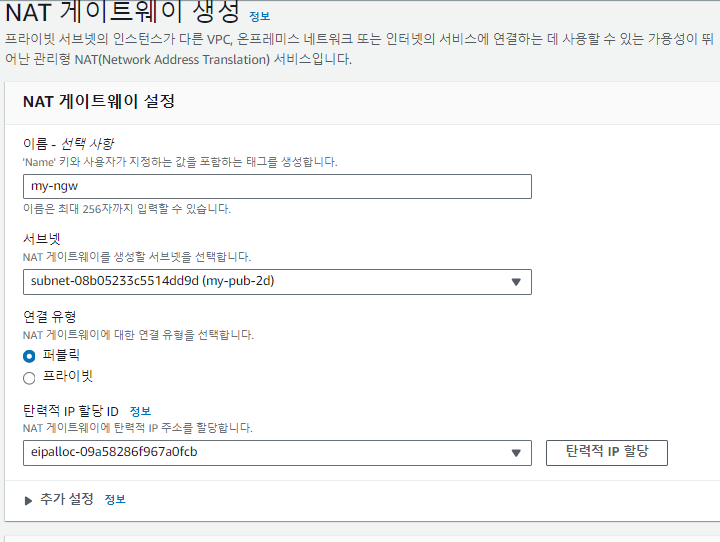 NAT 게이트웨이 생성 정보
프라이빗 서브넷의 인스턴스가 다른 VPC, 온프레미스 네트워크 또는 인터넷의 서비스에 연결하는 데 사용할 수 있는 가용성이 뛰
어난 관리형 NAT(Network Address Translation) 서비스입니다.
NAT 게이트웨이 설정
이름 - 선택 사항
'Name' 키와 사용자가 지정하는 값을 포함하는 태그를 생성합니다.
my-ngw
이름은 최대 256자까지 입력할 수 있습니다.
서브넷
NAT 게이트웨이를 생성할 서브넷을 선택합니다.
subnet-08b05233c5514dd9d (my-pub-2d)
연결 유형
NAT 게이트웨이에 대한 연결 유형을 선택합니다.
퍼블릭
프라이빗
탄력적 IP 할당 ID 정보
NAT 게이트웨이에 탄력적 IP 주소를 할당합니다.
eipalloc-09a58286f967a0fcb
탄력적 IP 할당
추가 설정 정보